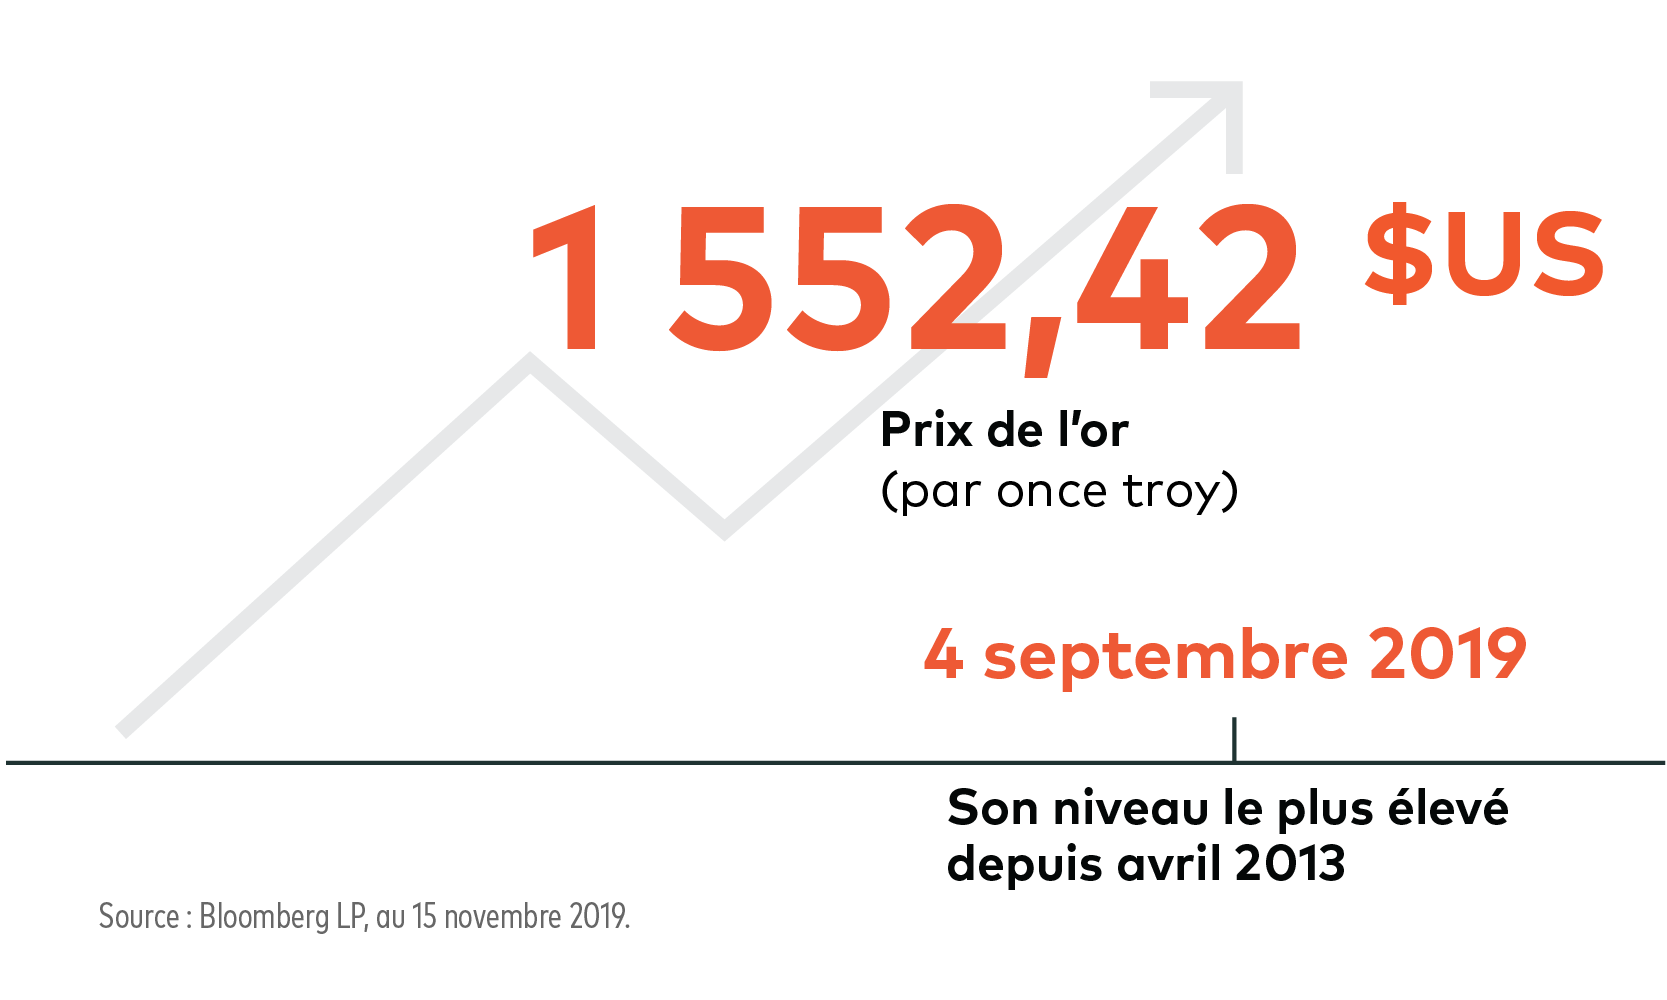 1 552,42 $US
Prix de l’or
(par once troy)
4 septembre 2019
Son niveau le plus élevé
depuis avril 2013
Source : Bloomberg LP, au 15 novembre 2019.